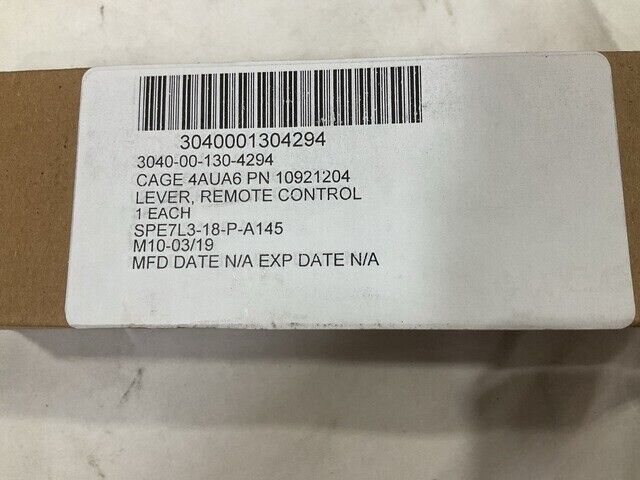 3040001304294
3040-00-130-4294
CAGE 4AUA6 PN 10921204
LEVER, REMOTE CONTROL
1 EACH
SPE7L3-18-P-A145
M10-03/19
MFD DATE N/A EXP DATE N/A